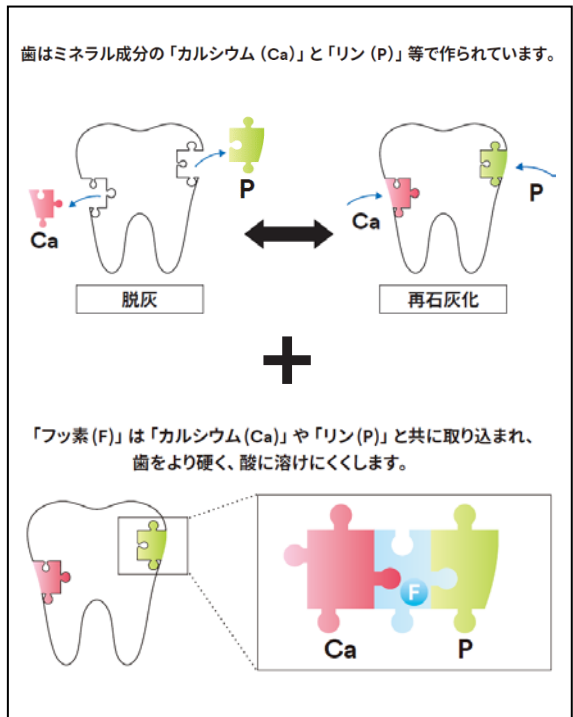 歯はミネラル成分の「カルシウム(Ca)」と「リン(P)」等で作られています。
P
Ca
脱灰
Ca
P
再石灰化
+
「フッ素(F)」は「カルシウム(Ca)」や「リン(P)」と共に取り込まれ、
歯をより硬く、酸に溶けにくくします。
F
Ca
P